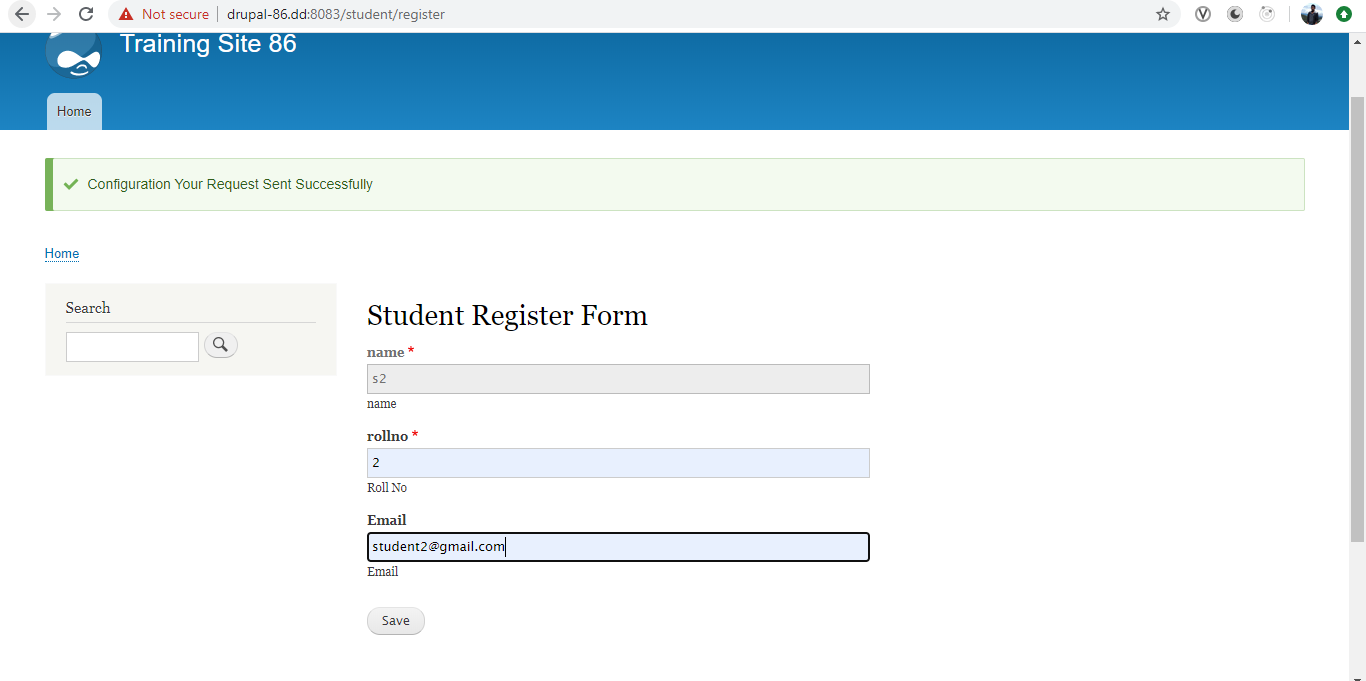 Not secure drupal-86.dd:8083/student/register
Training Site 86
Home
Configuration Your Request Sent Successfully
Home
Search
Student Register Form
name *
s2
name
rollno *
2
Roll No
Email
student2@gmail.com
Email
Save